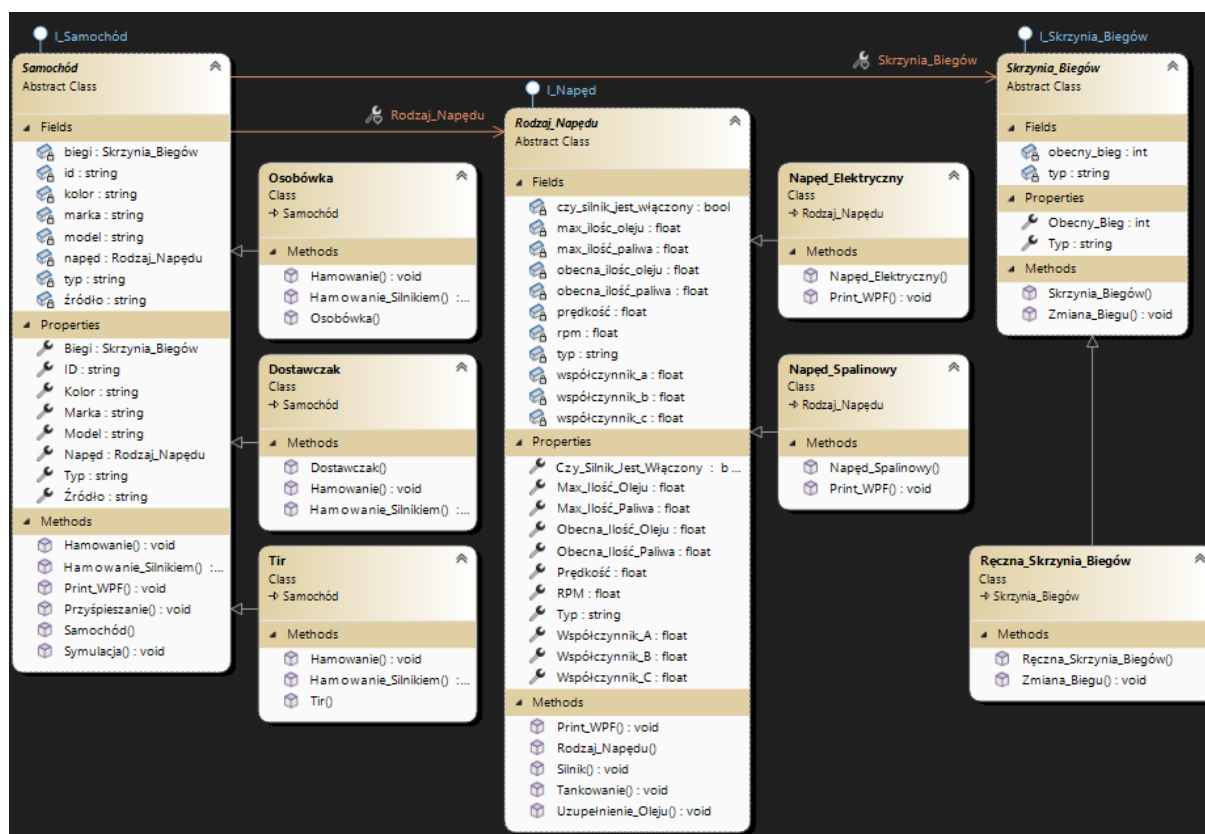 I_Samochód
Samochód
Abstract Class
Fields
biegi : Skrzynia_Biegów
id : string
kolor : string
marka : string
model : string
napęd : Rodzaj_Napędu
typ : string
źródło : string
Properties
Biegi : Skrzynia_Biegów
ID : string
Kolor : string
Marka : string
Model : string
Napęd : Rodzaj_Napędu
Typ : string
Źródło : string
Methods
Hamowanie() : void
Hamowanie_Silnikiem() :...
Print_WPF() : void
Przyśpieszanie() : void
Samochód()
Symulacja() : void
Skrzynia_Biegów
Rodzaj_Napędu
Osobówka
Class
Samochód
Methods
Hamowanie() : void
Hamowanie_Silnikiem() :...
Osobówka()
Dostawczak
Class
Samochód
Methods
Dostawczak()
Hamowanie() : void
Hamowanie_Silnikiem() :...
Tir
Class
Samochód
Methods
Hamowanie() : void
Hamowanie_Silnikiem() :...
Tir()
I_Napęd
Rodzaj_Napędu
Abstract Class
Fields
czy_silnik_jest_włączony : bool
max_ilośc_oleju : float
max_ilość_paliwa : float
obecna_ilośc_oleju : float
obecna_ilość_paliwa : float
prędkość : float
rpm : float
typ : string
współczynnik_a : float
współczynnik_b : float
współczynnik_c : float
Properties
Czy_Silnik_Jest_Włączony : b ...
Max_Ilość_Oleju : float
Max_Ilość_Paliwa : float
Obecna_Ilość_Oleju : float
Obecna_Ilość_Paliwa : float
Prędkość : float
RPM : float
Typ : string
Współczynnik_A : float
Współczynnik_B : float
Współczynnik_C : float
Methods
Print_WPF() : void
Rodzaj_Napędu()
Silnik() : void
Tankowanie() : void
Uzupełnienie_Oleju() : void
Napęd_Elektryczny
Class
Rodzaj_Napędu
Methods
Napęd_Elektryczny()
Print_WPF() : void
Napęd_Spalinowy
Class
Rodzaj_Napędu
Methods
Napęd_Spalinowy()
Print_WPF() : void
I_Skrzynia_Biegów
Skrzynia_Biegów
Abstract Class
Fields
obecny_bieg : int
typ : string
Properties
Obecny_Bieg : int
Typ : string
Methods
Skrzynia_Biegów()
Zmiana_Biegu() : void
Ręczna_Skrzynia_Biegów
Class
Skrzynia_Biegów
Methods
Ręczna_Skrzynia_Biegów()
Zmiana_Biegu() : void